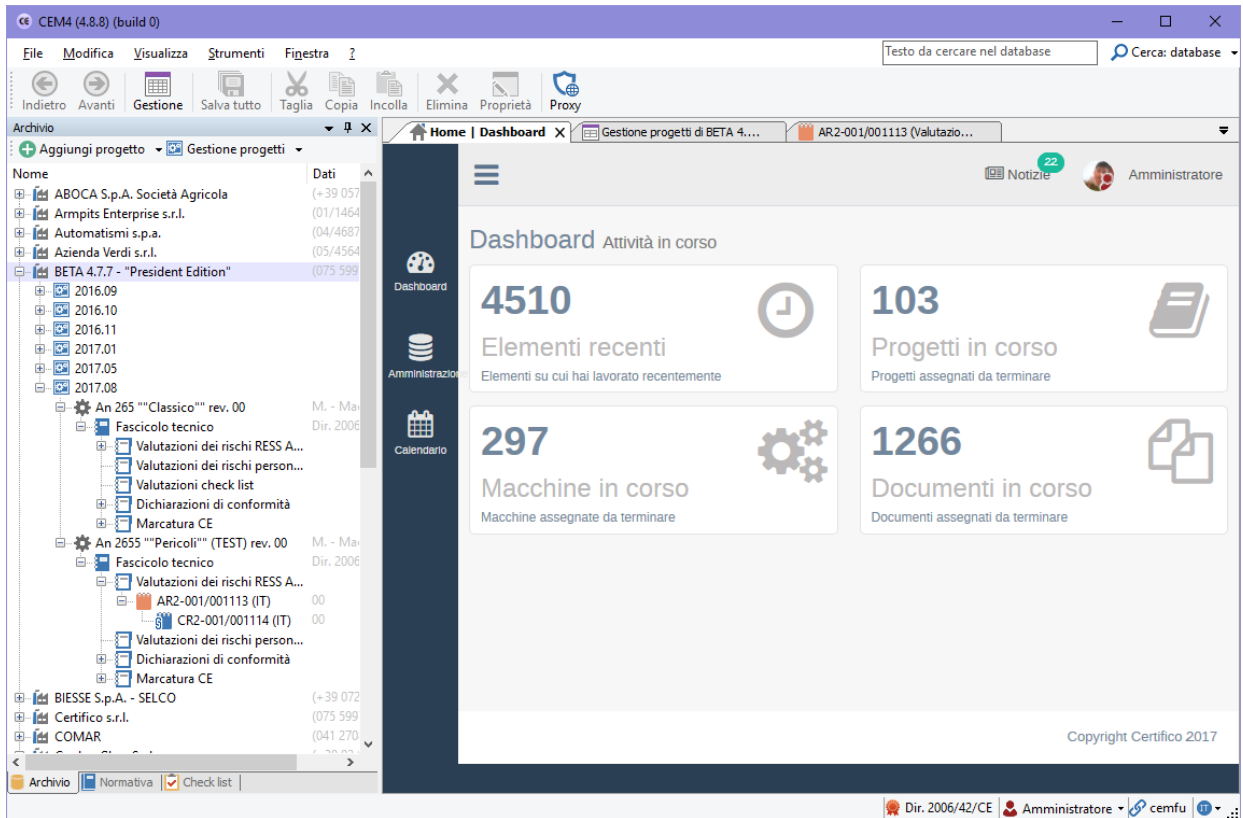 CEM4 (4.8.8) (build 0)
File Modifica Visualizza Strumenti Finestra ?
Testo da cercare nel database
Cerca: database
Indietro Avanti Gestione Salva tutto Taglia Copia Incolla Elimina Proprietà Proxy
Archivio
Home | Dashboard
Gestione progetti di BETA 4....
AR2-001/001113 (Valutazio...
Aggiungi progetto
Gestione progetti
Nome Dati
ABOCA S.p.A. Società Agricola (+39 057
Armpits Enterprise s.r.l. (01/1464
Automatismi s.p.a. (04/4687
Azienda Verdi s.r.l. (05/4564
BETA 4.7.7 - "President Edition" (075 599
2016.09
2016.10
2016.11
2017.01
2017.05
2017.08
An 265 ""Classico"" rev. 00 M. - Ma
Fascicolo tecnico Dir. 2006
Valutazioni dei rischi RESS A...
Valutazioni dei rischi person...
Valutazioni check list
Dichiarazioni di conformità
Marcatura CE
An 2655 ""Pericoli"" (TEST) rev. 00 M. - Ma
Fascicolo tecnico Dir. 2006
Valutazioni dei rischi RESS A...
AR2-001/001113 (IT) 00
CR2-001/001114 (IT) 00
Valutazioni dei rischi person...
Dichiarazioni di conformità
Marcatura CE
BIESSE S.p.A. - SELCO (+39 072
Certifico s.r.l. (075 599
COMAR (041 270
Archivio Normativa Check list
Dashboard
Amministrazione
Calendario
Notizie 22
Amministratore
Dashboard Attività in corso
4510
Elementi recenti
Elementi su cui hai lavorato recentemente
103
Progetti in corso
Progetti assegnati da terminare
297
Macchine in corso
Macchine assegnate da terminare
1266
Documenti in corso
Documenti assegnati da terminare
Copyright Certifico 2017
Dir. 2006/42/CE Amministratore cemfu IT